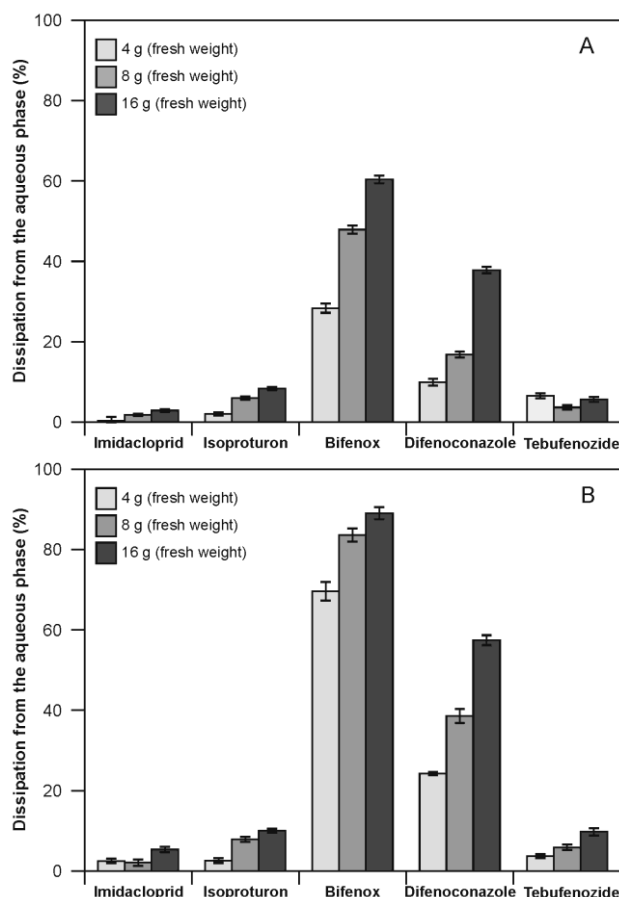 A
4 g (fresh weight)
8 g (fresh weight)
16 g (fresh weight)
Dissipation from the aqueous phase (%)
100
80
60
40
20
0
Imidacloprid Isoproturon Bifenox Difenoconazole Tebufenozide
B
4 g (fresh weight)
8 g (fresh weight)
16 g (fresh weight)
Dissipation from the aqueous phase (%)
100
80
60
40
20
0
Imidacloprid Isoproturon Bifenox Difenoconazole Tebufenozide